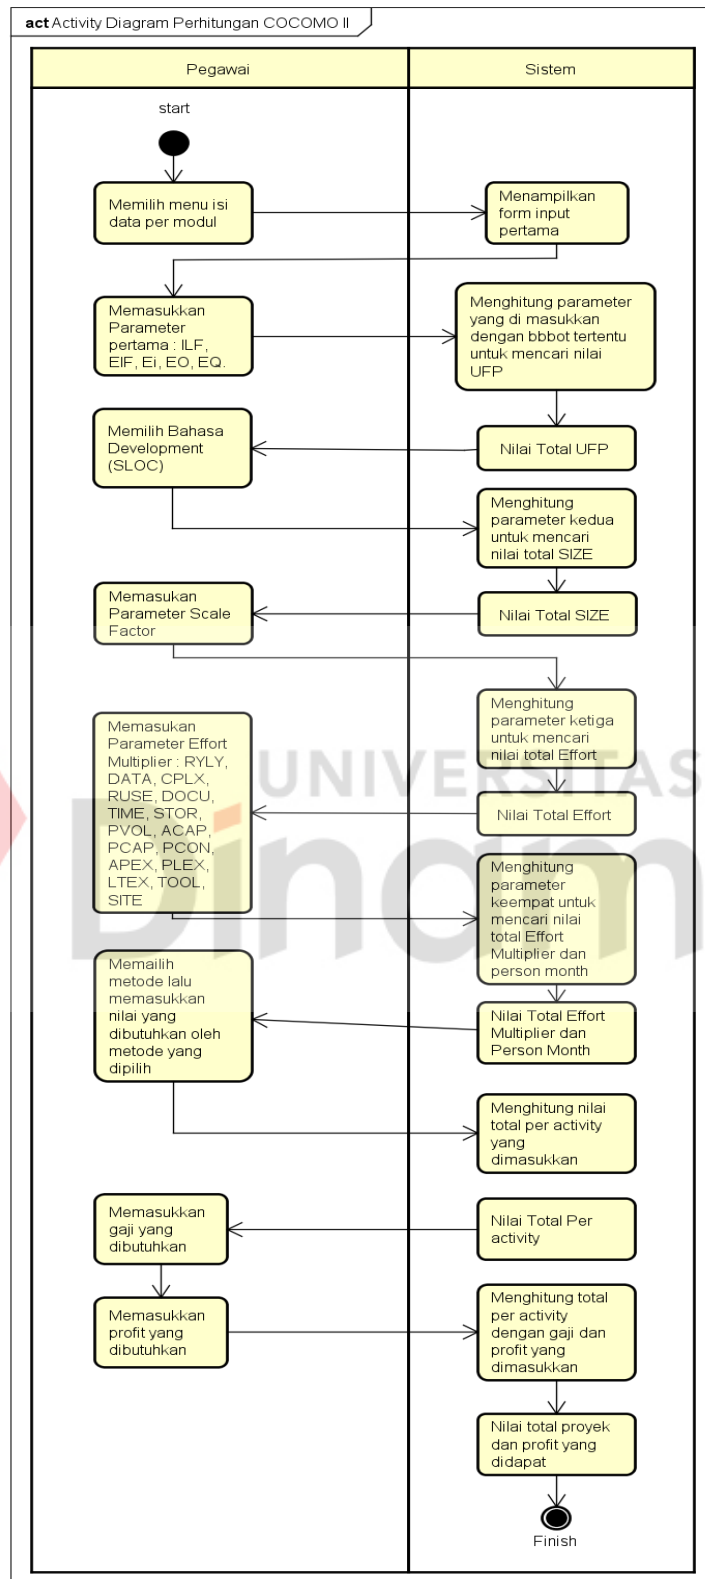 act Activity Diagram Perhitungan COCOMO II
Pegawai
Sistem
start
Memilih menu isi
data per modul
Menampilkan
form input
pertama
Memasukkan
Parameter
pertama : ILF,
EIF, Ei, EO, EQ.
Menghitung parameter
yang di masukkan
dengan bbbot tertentu
untuk mencari nilai
UFP
Nilai Total UFP
Memilih Bahasa
Development
(SLOC)
Menghitung
parameter kedua
untuk mencari
nilai total SIZE
Nilai Total SIZE
Memasukan
Parameter Scale
Factor
Menghitung
parameter ketiga
untuk mencari
nilai total Effort
Nilai Total Effort
Memasukan
Parameter Effort
Multiplier : RYLY,
DATA, CPLX,
RUSE, DOCU,
TIME, STOR,
PVOL, ACAP,
PCAP, PCON,
APEX, PLEX,
LTEX, TOOL,
SITE
Menghitung
parameter
keempat untuk
mencari nilai
total Effort
Multiplier dan
person month
Nilai Total Effort
Multiplier dan
Person Month
Memailih
metode lalu
memasukkan
nilai yang
dibutuhkan oleh
metode yang
dipilih
Menghitung nilai
total per activity
yang
dimasukkan
Nilai Total Per
activity
Memasukkan
gaji yang
dibutuhkan
Memasukkan
profit yang
dibutuhkan
Menghitung total
per activity
dengan gaji dan
profit yang
dimasukkan
Nilai total proyek
dan profit yang
didapat
Finish
UNIVERSITAS
Dinam